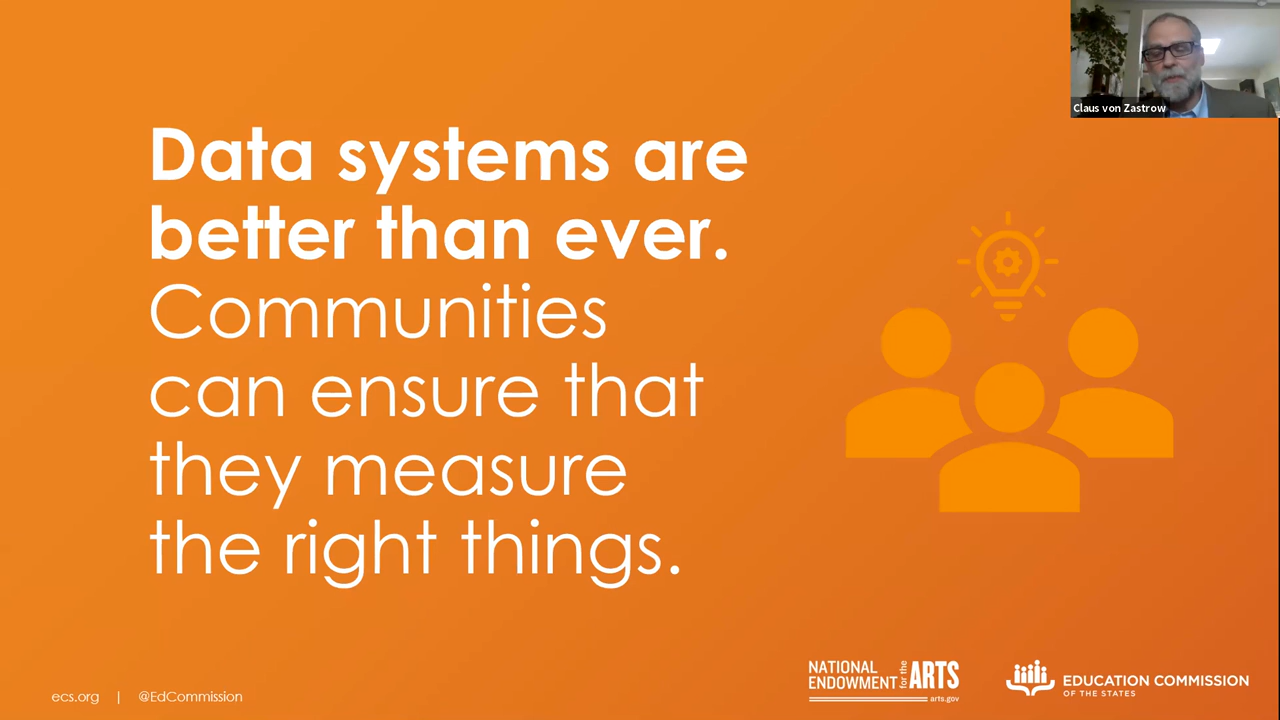 Claus von Zastrow
Data systems are
better than ever.
Communities
can ensure that
they measure
the right things.
ecs.org | @EdCommission
NATIONAL
ENDOWMENT for the ARTS
arts.gov
EDUCATION COMMISSION
OF THE STATES